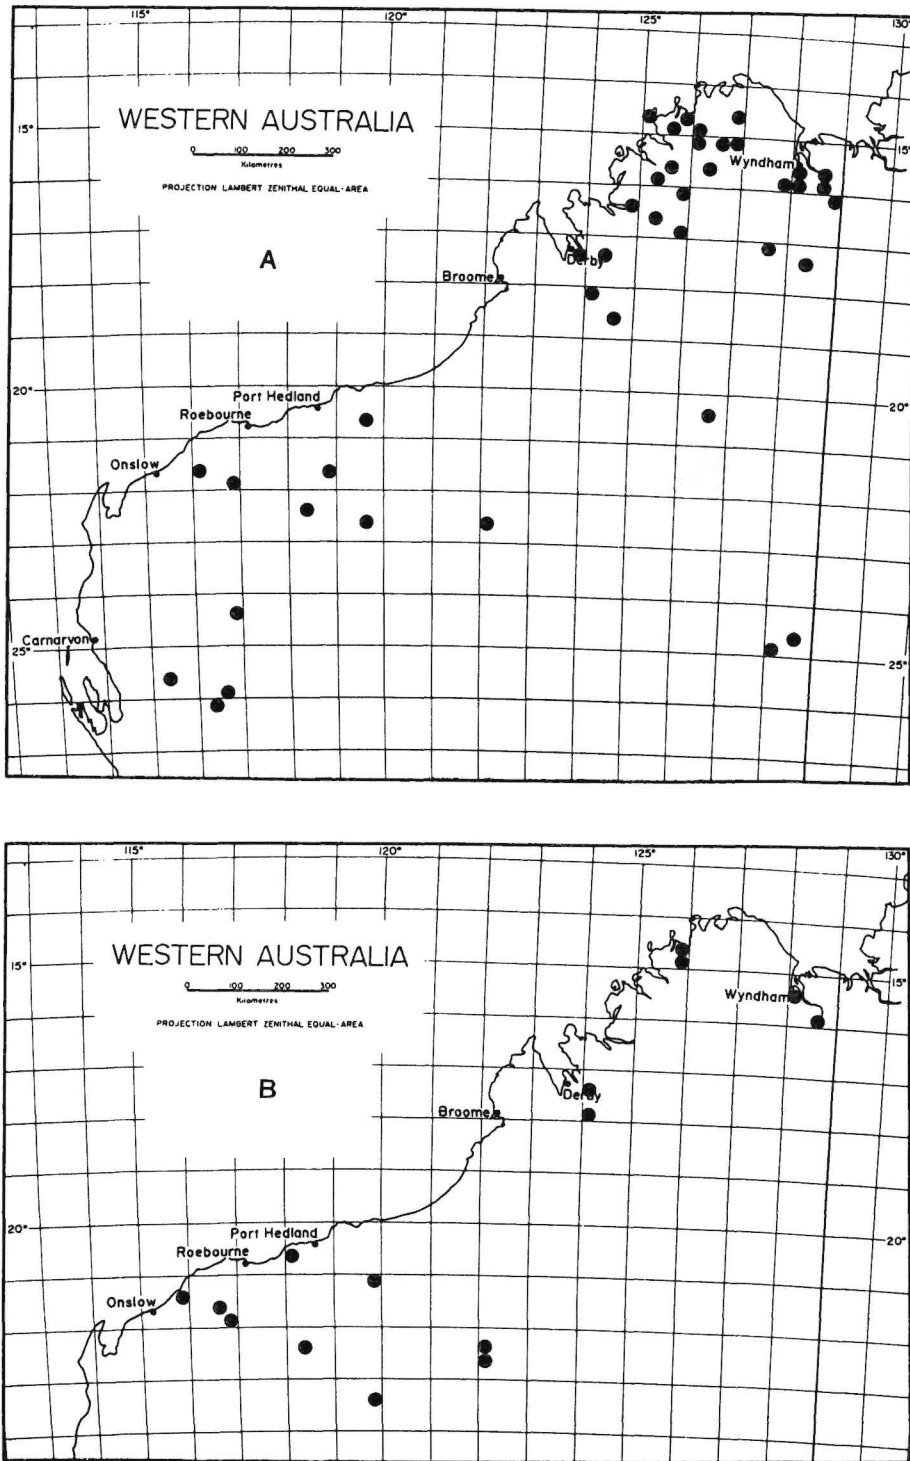 115° 120° 125° 130°
WESTERN AUSTRALIA
0 100 200 300
Kilometres
PROJECTION LAMBERT ZENITHAL EQUAL-AREA
A
15° 15°
Wyndham
Derby
Broome
20° 20°
Port Hedland
Roebourne
Onslow
Carnarvon
25° 25°
115° 120° 125° 130°
WESTERN AUSTRALIA
0 100 200 300
Kilometres
PROJECTION LAMBERT ZENITHAL EQUAL-AREA
B
15° 15°
Wyndham
Derby
Broome
20° 20°
Port Hedland
Roebourne
Onslow